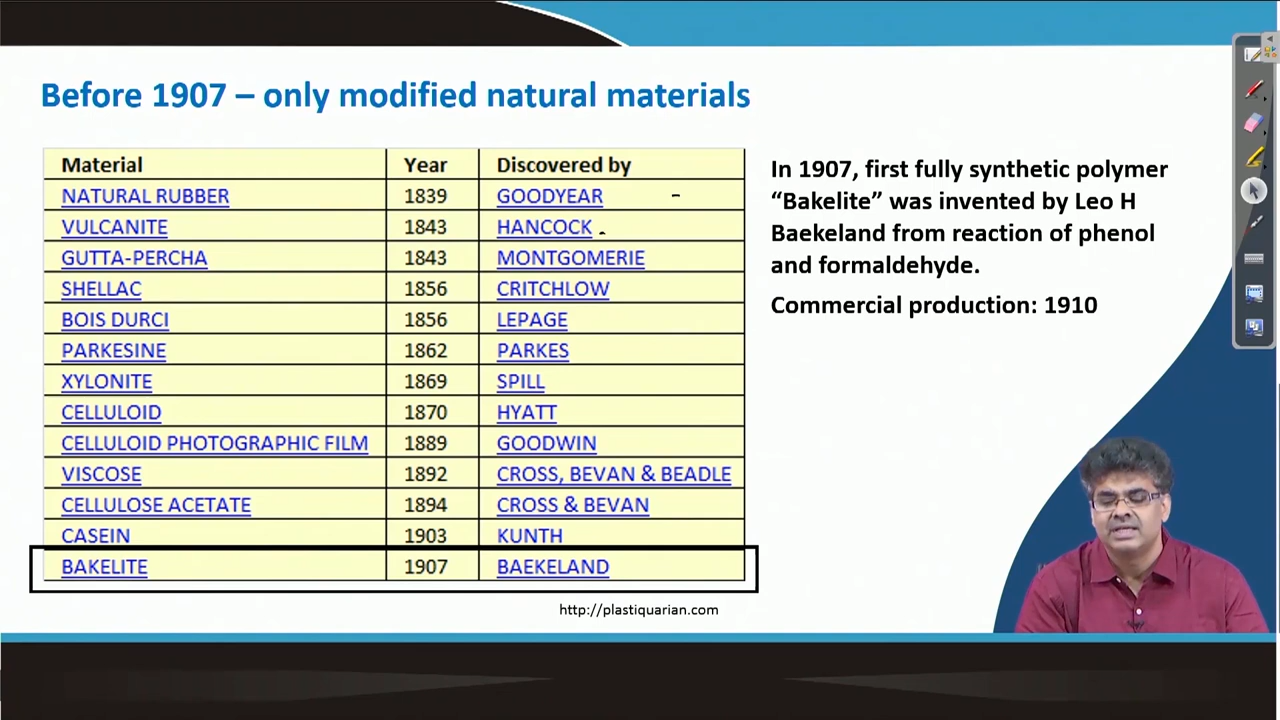 Before 1907 – only modified natural materials
Material Year Discovered by
NATURAL RUBBER 1839 GOODYEAR
VULCANITE 1843 HANCOCK
GUTTA-PERCHA 1843 MONTGOMERIE
SHELLAC 1856 CRITCHLOW
BOIS DURCI 1856 LEPAGE
PARKESINE 1862 PARKES
XYLONITE 1869 SPILL
CELLULOID 1870 HYATT
CELLULOID PHOTOGRAPHIC FILM 1889 GOODWIN
VISCOSE 1892 CROSS, BEVAN & BEADLE
CELLULOSE ACETATE 1894 CROSS & BEVAN
CASEIN 1903 KUNTH
BAKELITE 1907 BAEKELAND
http://plastiquarian.com
In 1907, first fully synthetic polymer
“Bakelite” was invented by Leo H
Baekeland from reaction of phenol
and formaldehyde.
Commercial production: 1910